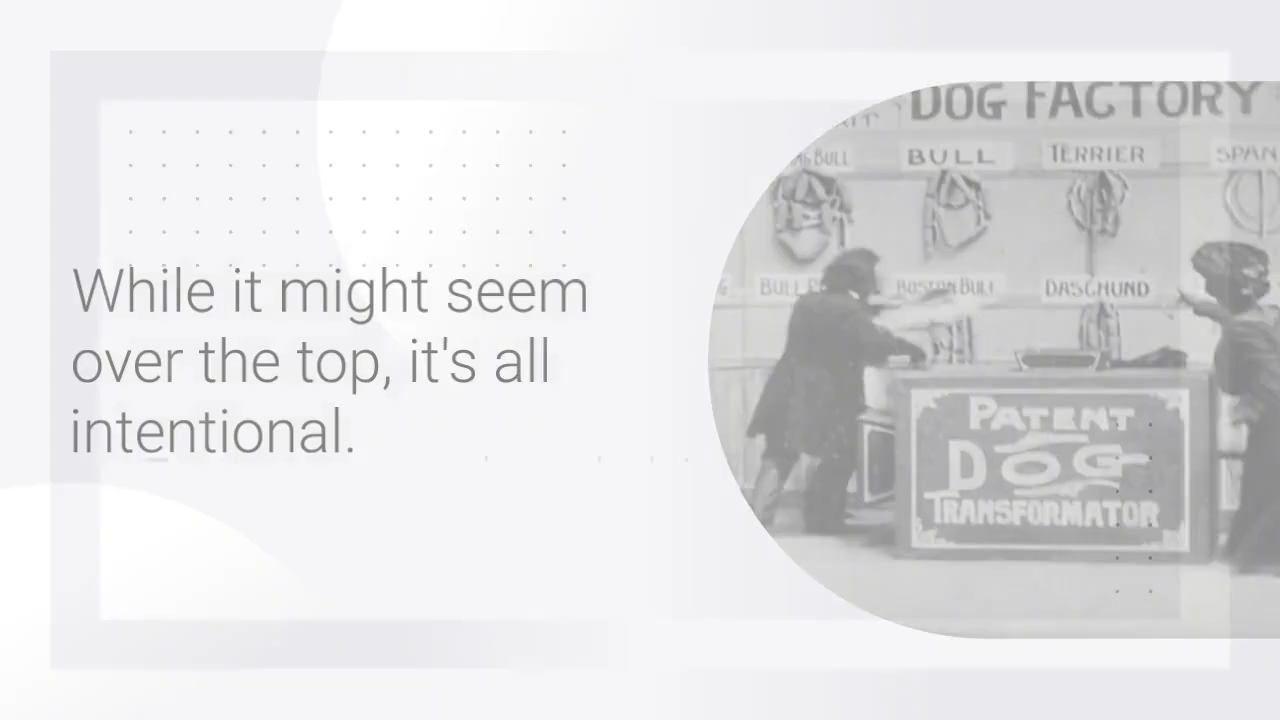 While it might seem
over the top, it's all
intentional.
DOG FACTORY
BULL
BULL
TERRIER
SPAN
BULL
BOSTON BULL
DASCHUND
PATENT
DOG
TRANSFORMATOR